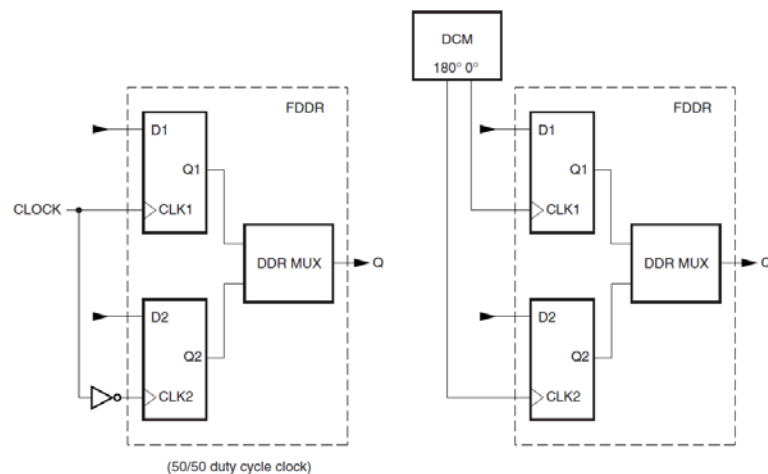 DCM
180° 0°
FDDR
D1
Q1
CLOCK
CLK1
DDR MUX
Q
D2
Q2
CLK2
(50/50 duty cycle clock)
FDDR
D1
Q1
CLK1
DDR MUX
Q
D2
Q2
CLK2